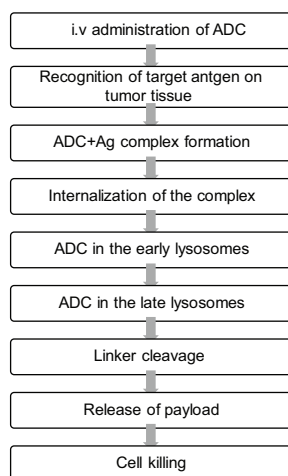 i.v administration of ADC
Recognition of target antgen on
tumor tissue
ADC+Ag complex formation
Internalization of the complex
ADC in the early lysosomes
ADC in the late lysosomes
Linker cleavage
Release of payload
Cell killing